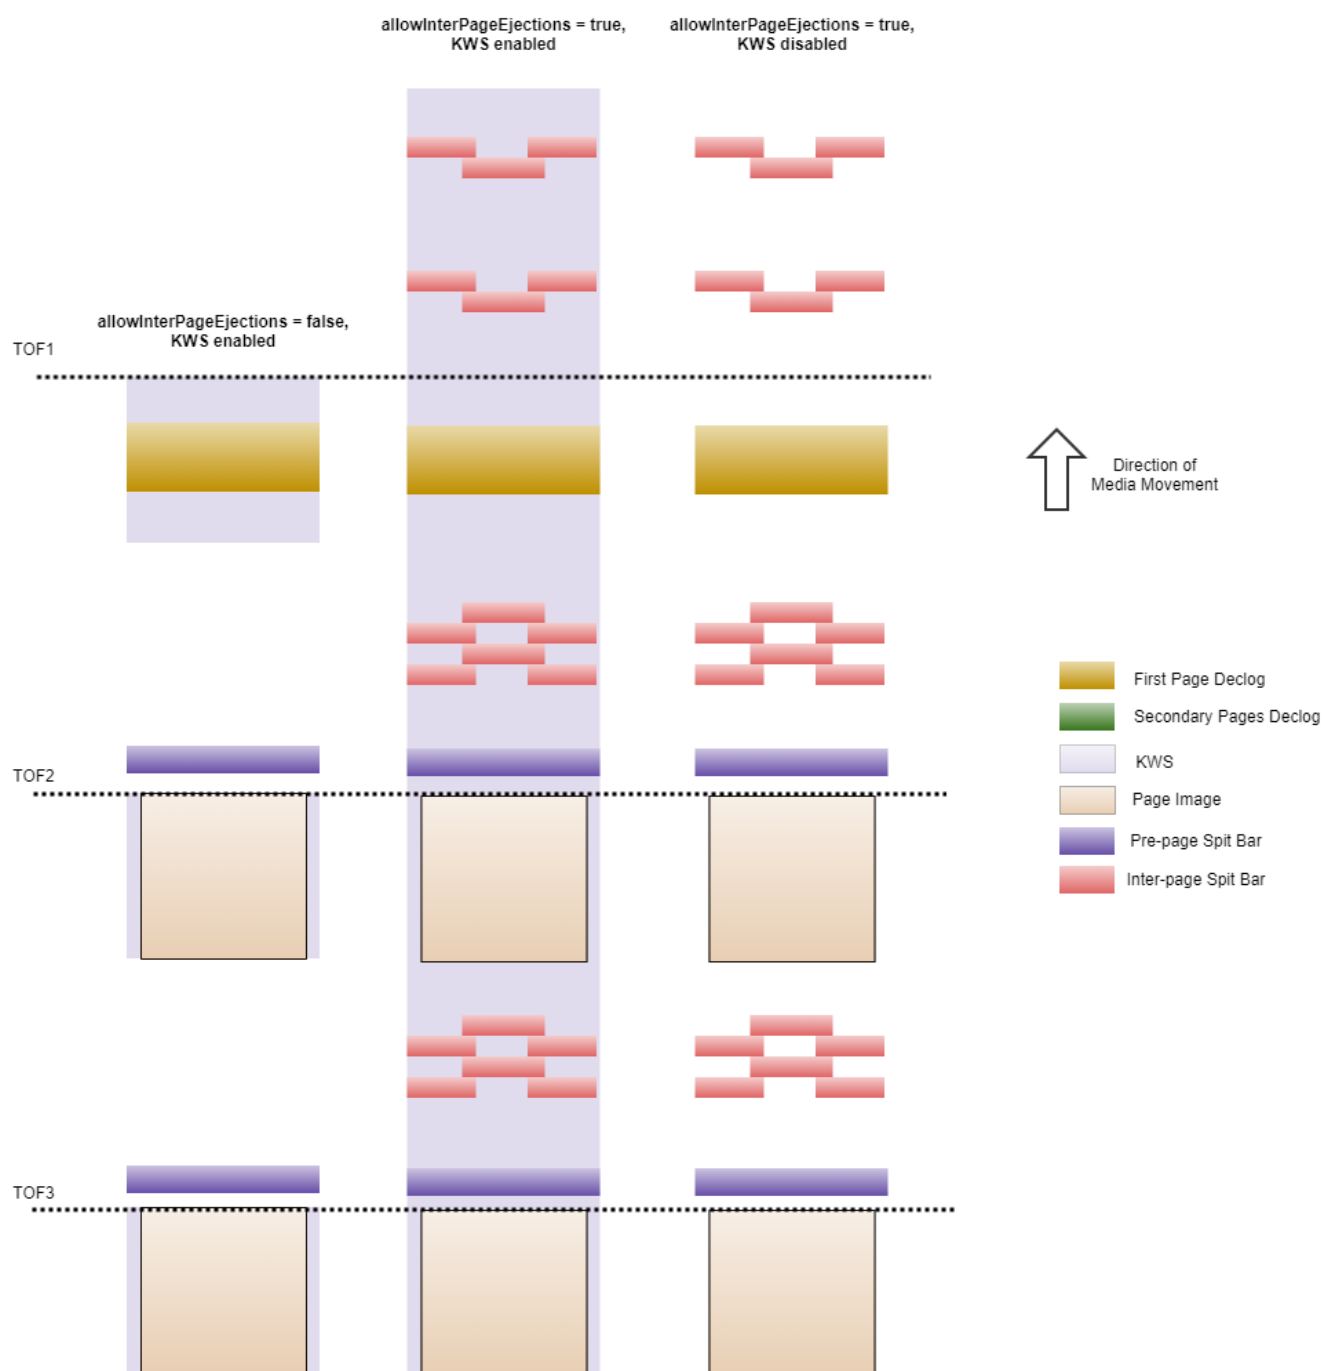 allowInterPageEjections = true,
KWS enabled
allowInterPageEjections = true,
KWS disabled
allowInterPageEjections = false,
KWS enabled
TOF1
Direction of
Media Movement
First Page Declog
Secondary Pages Declog
KWS
TOF2
Page Image
Pre-page Spit Bar
Inter-page Spit Bar
TOF3